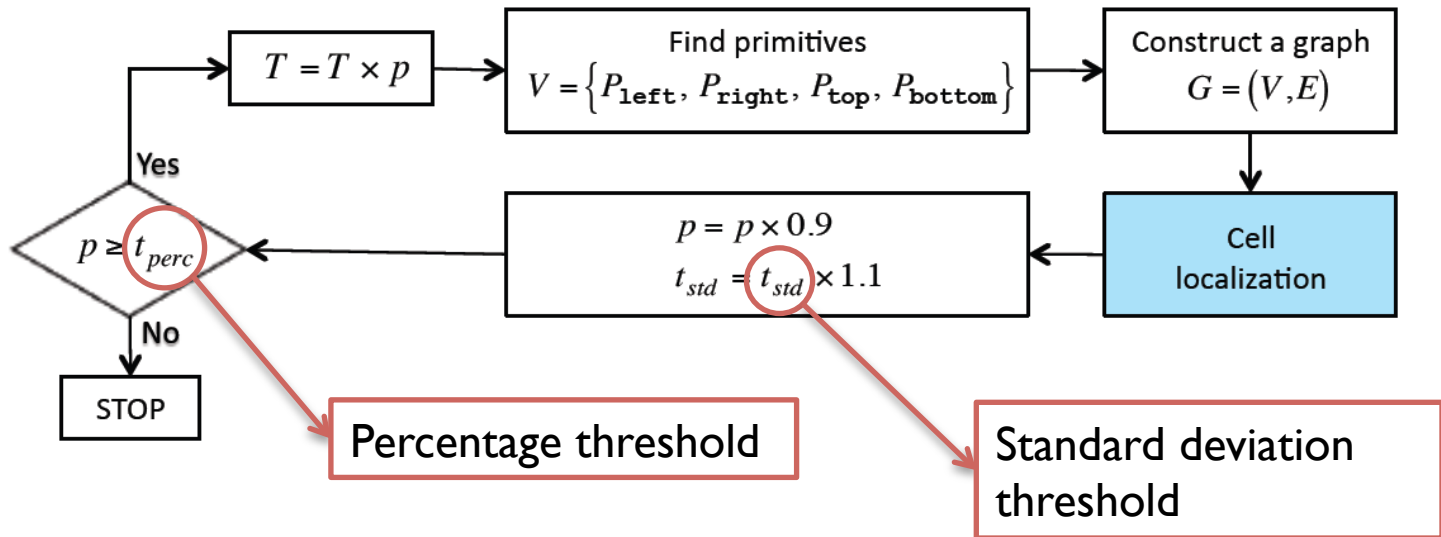 T = T × p
Find primitives
V = {P_left, P_right, P_top, P_bottom}
Construct a graph
G = (V, E)
Yes
p ≥ t_perc
p = p × 0.9
t_std = t_std × 1.1
Cell
localization
No
STOP
Percentage threshold
Standard deviation
threshold